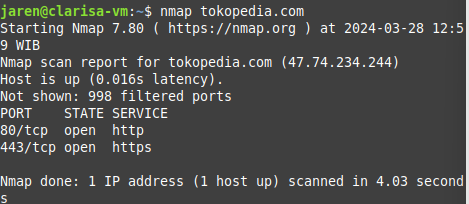 jaren@clarisa-vm:~$ nmap tokopedia.com
Starting Nmap 7.80 ( https://nmap.org ) at 2024-03-28 12:5
9 WIB
Nmap scan report for tokopedia.com (47.74.234.244)
Host is up (0.016s latency).
Not shown: 998 filtered ports
PORT    STATE SERVICE
80/tcp  open  http
443/tcp open  https

Nmap done: 1 IP address (1 host up) scanned in 4.03 second
s